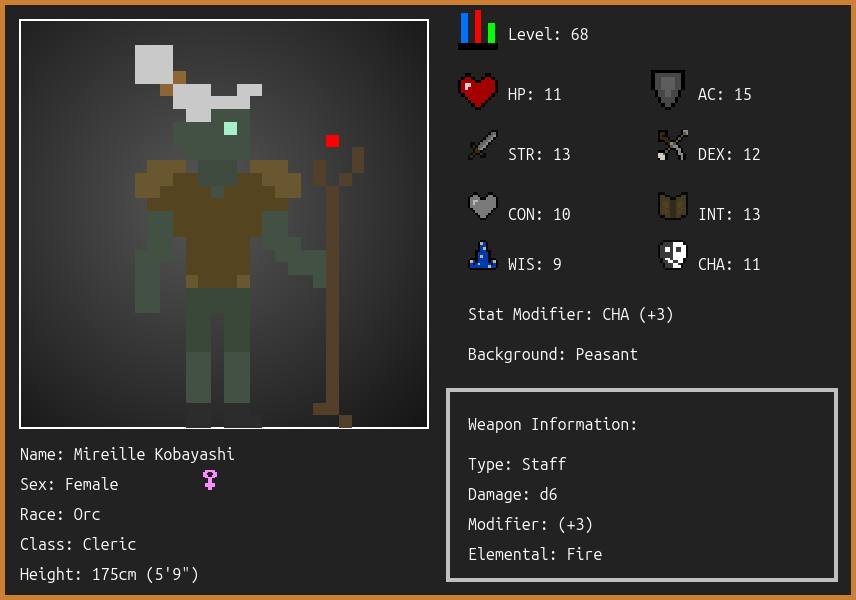 Level: 68
HP: 11
AC: 15
STR: 13
DEX: 12
CON: 10
INT: 13
WIS: 9
CHA: 11
Stat Modifier: CHA (+3)
Background: Peasant
Weapon Information:
Type: Staff
Damage: d6
Modifier: (+3)
Elemental: Fire
Name: Mireille Kobayashi
Sex: Female
Race: Orc
Class: Cleric
Height: 175cm (5'9")